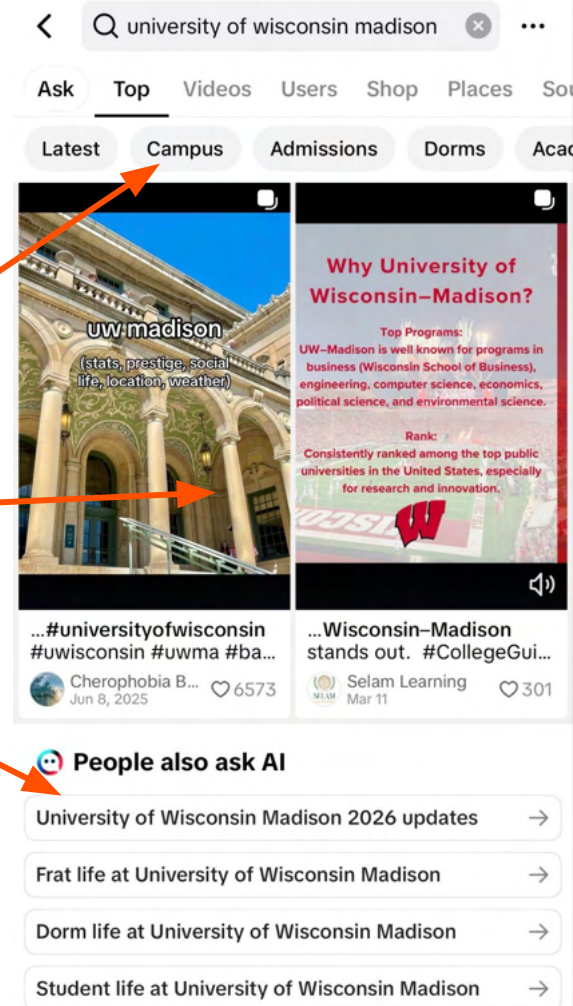 university of wisconsin madison
Ask Top Videos Users Shop Places
Latest Campus Admissions Dorms
uw madison
(stats, prestige, social
life, location, weather)
Why University of
Wisconsin–Madison?
Top Programs:
UW–Madison is well known for programs in
business (Wisconsin School of Business),
engineering, computer science, economics,
political science, and environmental science.
Rank:
Consistently ranked among the top public
universities in the United States, especially
for research and innovation.
W
...#universityofwisconsin
#uwisconsin #uwma #ba...
Cherophobia B...
Jun 8, 2025
6573
...Wisconsin–Madison
stands out. #CollegeGui...
SELAM
Selam Learning
Mar 11
301
People also ask AI
University of Wisconsin Madison 2026 updates
Frat life at University of Wisconsin Madison
Dorm life at University of Wisconsin Madison
Student life at University of Wisconsin Madison